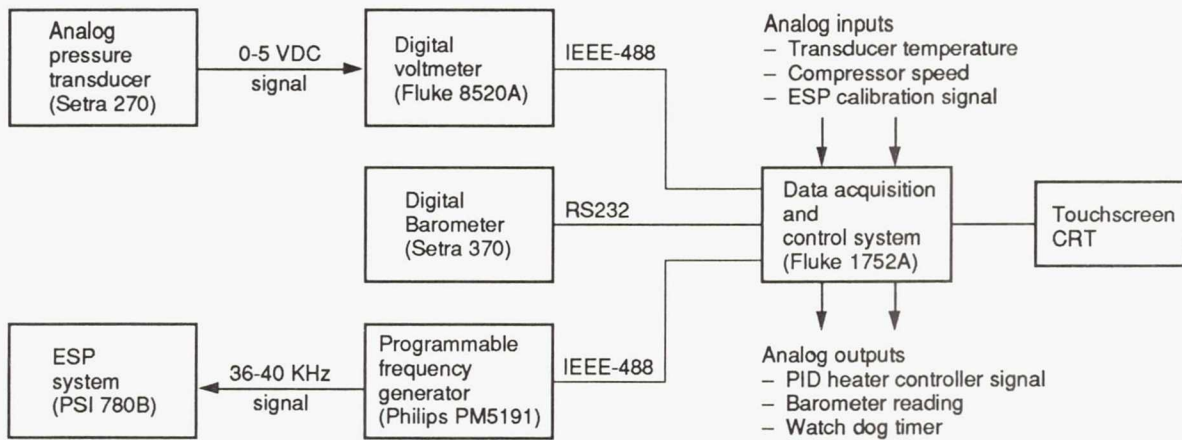 Analog
pressure
transducer
(Setra 270)
0-5 VDC
signal
Digital
voltmeter
(Fluke 8520A)
IEEE-488
Analog inputs
– Transducer temperature
– Compressor speed
– ESP calibration signal
Digital
Barometer
(Setra 370)
RS232
Data acquisition
and
control system
(Fluke 1752A)
Touchscreen
CRT
ESP
system
(PSI 780B)
36-40 KHz
signal
Programmable
frequency
generator
(Philips PM5191)
IEEE-488
Analog outputs
– PID heater controller signal
– Barometer reading
– Watch dog timer